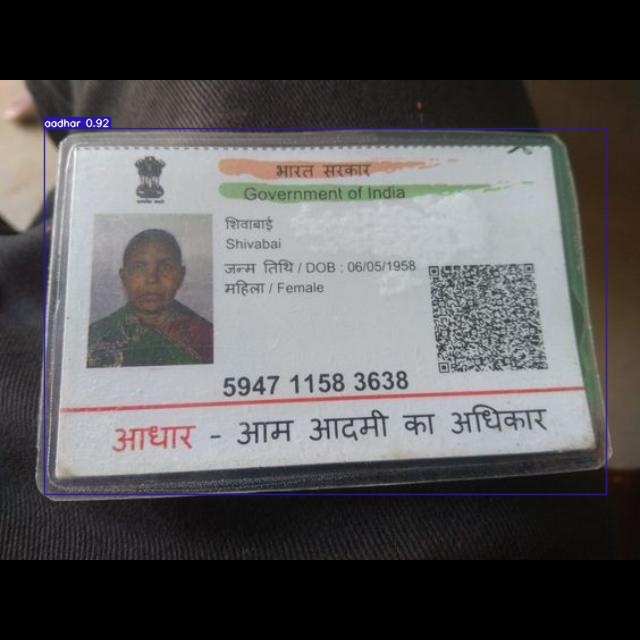 aadhar 0.92
भारत सरकार
Government of India
शिवाबाई
Shivabai
जन्म तिथि / DOB : 06/05/1958
महिला / Female
5947 1158 3638
आधार - आम आदमी का अधिकार